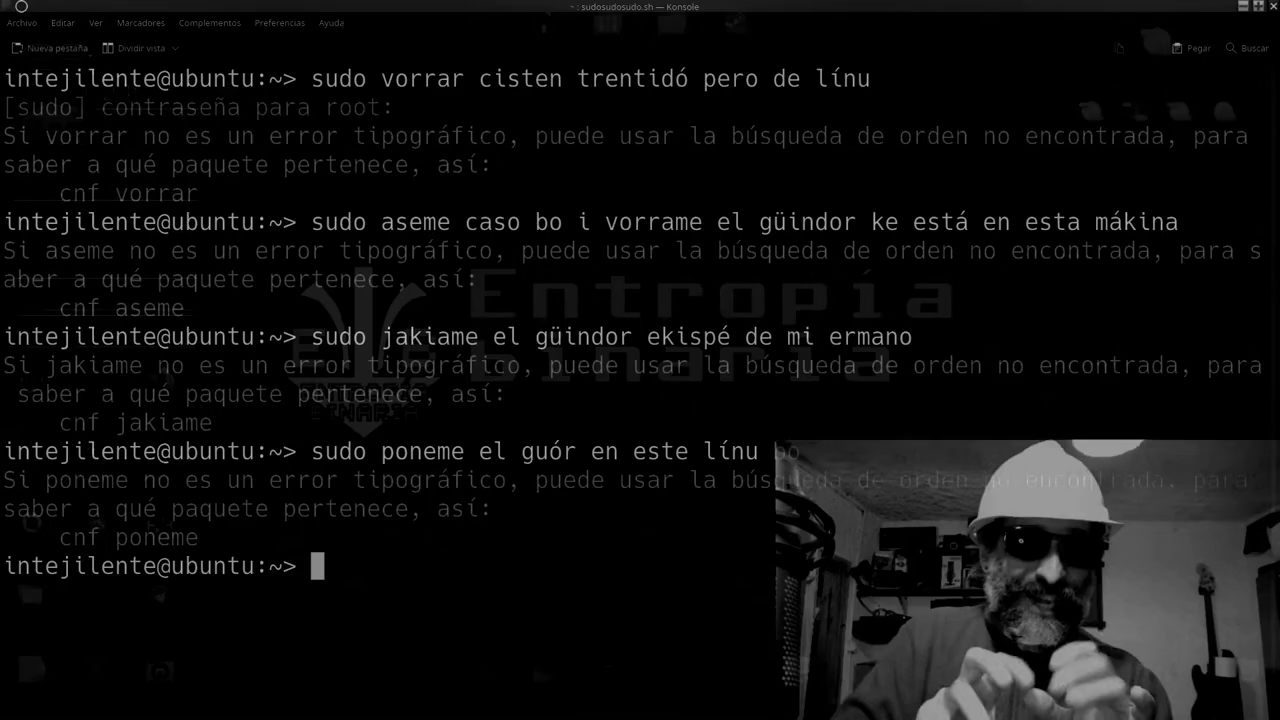 ~ : sudosudosudo.sh — Konsole
Archivo Editar Ver Marcadores Complementos Preferencias Ayuda
Nueva pestaña Dividir vista Pegar Buscar
intejilente@ubuntu:~> sudo vorrar cisten trentidó pero de línu
[sudo] contraseña para root:
Si vorrar no es un error tipográfico, puede usar la búsqueda de orden no encontrada, para
saber a qué paquete pertenece, así:
cnf vorrar
intejilente@ubuntu:~> sudo aseme caso bo i vorrame el güindor ke está en esta mákina
Si aseme no es un error tipográfico, puede usar la búsqueda de orden no encontrada, para s
aber a qué paquete pertenece, así:
cnf aseme
intejilente@ubuntu:~> sudo jakiame el güindor ekispé de mi ermano
Si jakiame no es un error tipográfico, puede usar la búsqueda de orden no encontrada, para
saber a qué paquete pertenece, así:
cnf jakiame
intejilente@ubuntu:~> sudo poneme el guór en este línu bo
Si poneme no es un error tipográfico, puede usar la búsqueda de orden no encontrada, para
saber a qué paquete pertenece, así:
cnf poneme
intejilente@ubuntu:~>
Entropía
binaria